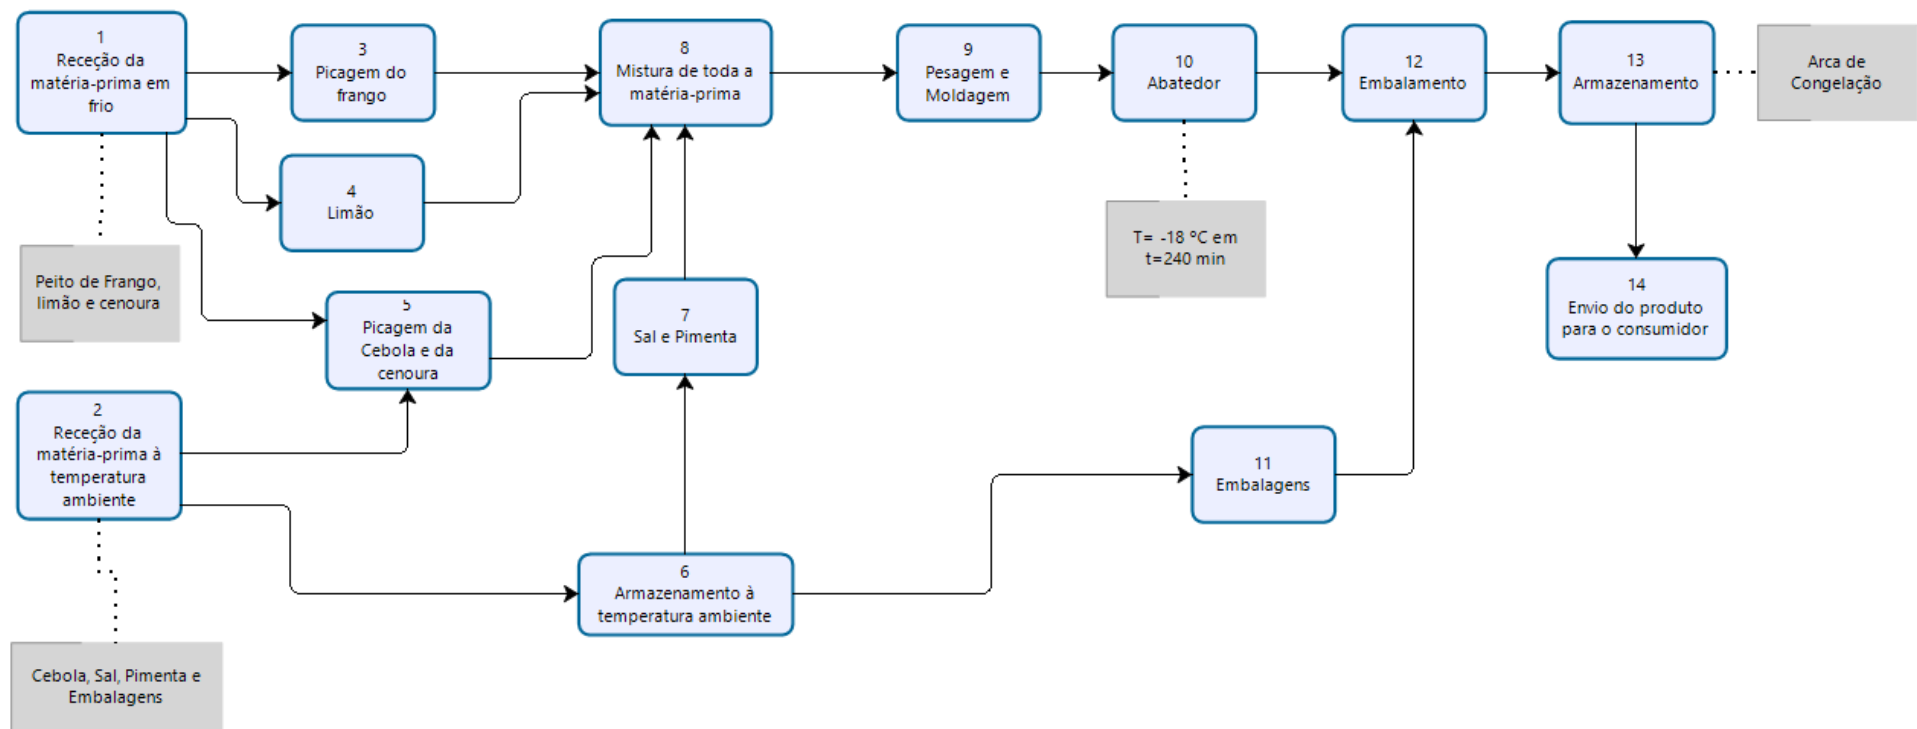 1
Receção da
matéria-prima em
frio
3
Picagem do
frango
8
Mistura de toda a
matéria-prima
9
Pesagem e
Moldagem
10
Abatedor
12
Embalamento
13
Armazenamento
Arca de
Congelação
4
Limão
Peito de Frango,
limão e cenoura
T= -18 ºC em
t=240 min
5
Picagem da
Cebola e da
cenoura
7
Sal e Pimenta
14
Envio do produto
para o consumidor
2
Receção da
matéria-prima à
temperatura
ambiente
11
Embalagens
6
Armazenamento à
temperatura ambiente
Cebola, Sal, Pimenta e
Embalagens